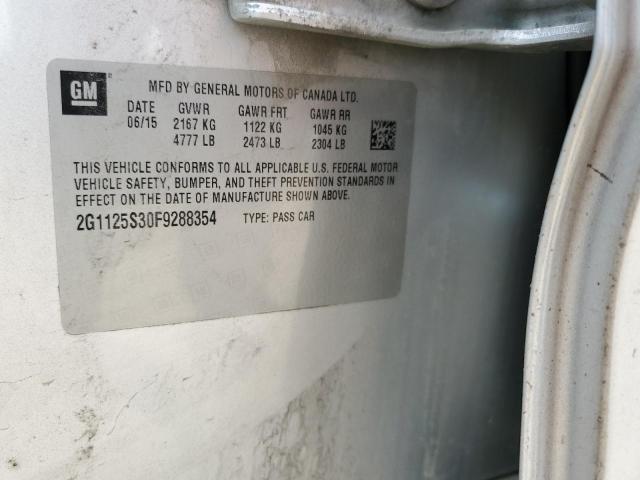 GM
MFD BY GENERAL MOTORS OF CANADA LTD.
DATE GVWR GAWR FRT GAWR RR
06/15 2167 KG 1122 KG 1045 KG
4777 LB 2473 LB 2304 LB
THIS VEHICLE CONFORMS TO ALL APPLICABLE U.S. FEDERAL MOTOR
VEHICLE SAFETY, BUMPER, AND THEFT PREVENTION STANDARDS IN
EFFECT ON THE DATE OF MANUFACTURE SHOWN ABOVE.
2G1125S30F9288354 TYPE: PASS CAR